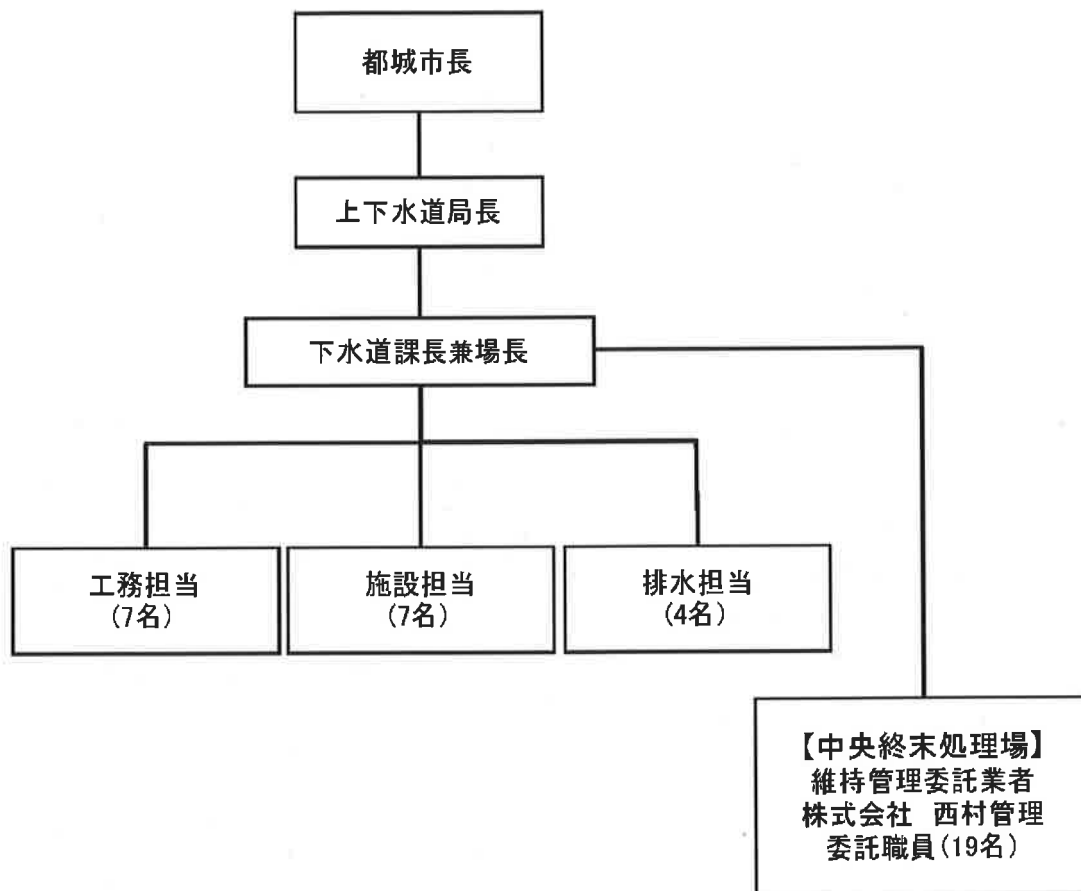 都城市長
上下水道局長
下水道課長兼場長
工務担当
(7名)
施設担当
(7名)
排水担当
(4名)
【中央終末処理場】
維持管理委託業者
株式会社 西村管理
委託職員(19名)